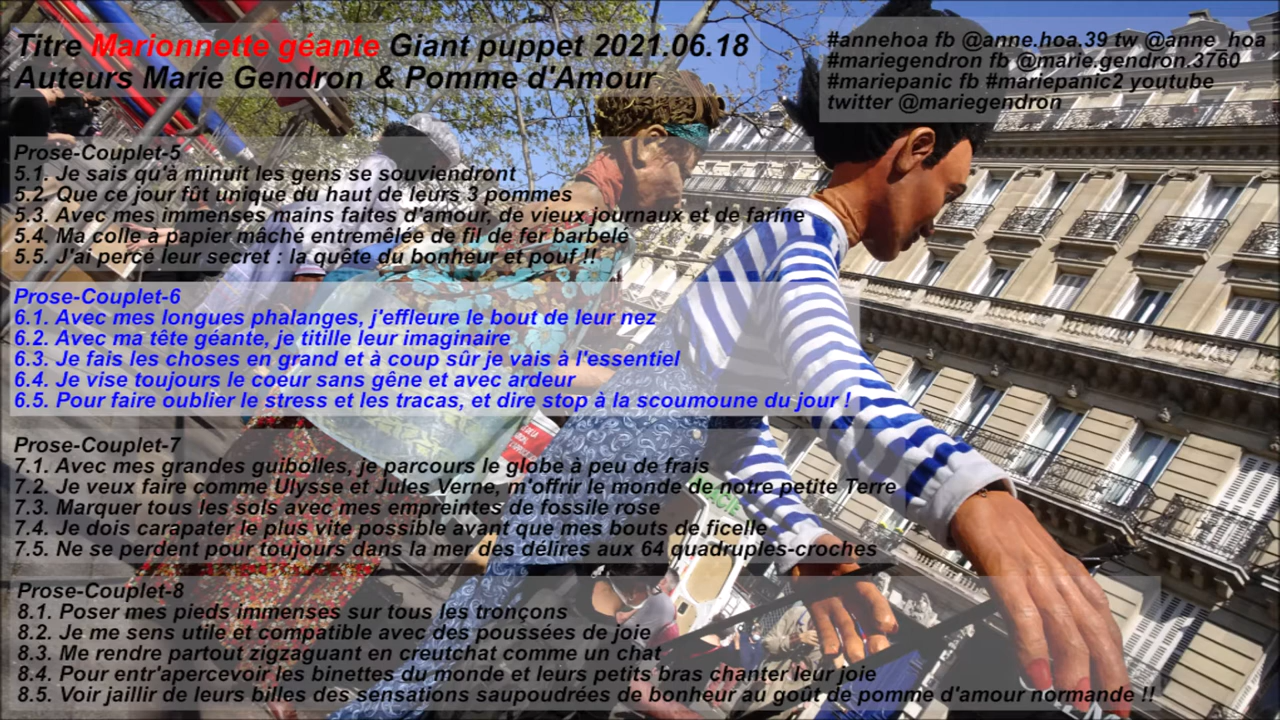 Titre Marionnette géante Giant puppet 2021.06.18
Auteurs Marie Gendron & Pomme d'Amour
#annehoa fb @anne.hoa.39 tw @anne_hoa
#mariegendron fb @marie.gendron.3760
#mariepanic fb #mariepanic2 youtube
twitter @mariegendron
Prose-Couplet-5
5.1. Je sais qu'à minuit les gens se souviendront
5.2. Que ce jour fût unique du haut de leurs 3 pommes
5.3. Avec mes immenses mains faites d'amour, de vieux journaux et de farine
5.4. Ma colle à papier mâché entremêlée de fil de fer barbelé
5.5. J'ai percé leur secret : la quête du bonheur et pouf !!
Prose-Couplet-6
6.1. Avec mes longues phalanges, j'effleure le bout de leur nez
6.2. Avec ma tête géante, je titille leur imaginaire
6.3. Je fais les choses en grand et à coup sûr je vais à l'essentiel
6.4. Je vise toujours le coeur sans gêne et avec ardeur
6.5. Pour faire oublier le stress et les tracas, et dire stop à la scoumoune du jour !
Prose-Couplet-7
7.1. Avec mes grandes guibolles, je parcours le globe à peu de frais
7.2. Je veux faire comme Ulysse et Jules Verne, m'offrir le monde de notre petite Terre
7.3. Marquer tous les sols avec mes empreintes de fossile rose
7.4. Je dois carapater le plus vite possible avant que mes bouts de ficelle
7.5. Ne se perdent pour toujours dans la mer des délires aux 64 quadruples-croches
Prose-Couplet-8
8.1. Poser mes pieds immenses sur tous les tronçons
8.2. Je me sens utile et compatible avec des poussées de joie
8.3. Me rendre partout zigzaguant en creutchat comme un chat
8.4. Pour entr'apercevoir les binettes du monde et leurs petits bras chanter leur joie
8.5. Voir jaillir de leurs billes des sensations saupoudrées de bonheur au goût de pomme d'amour normande !!